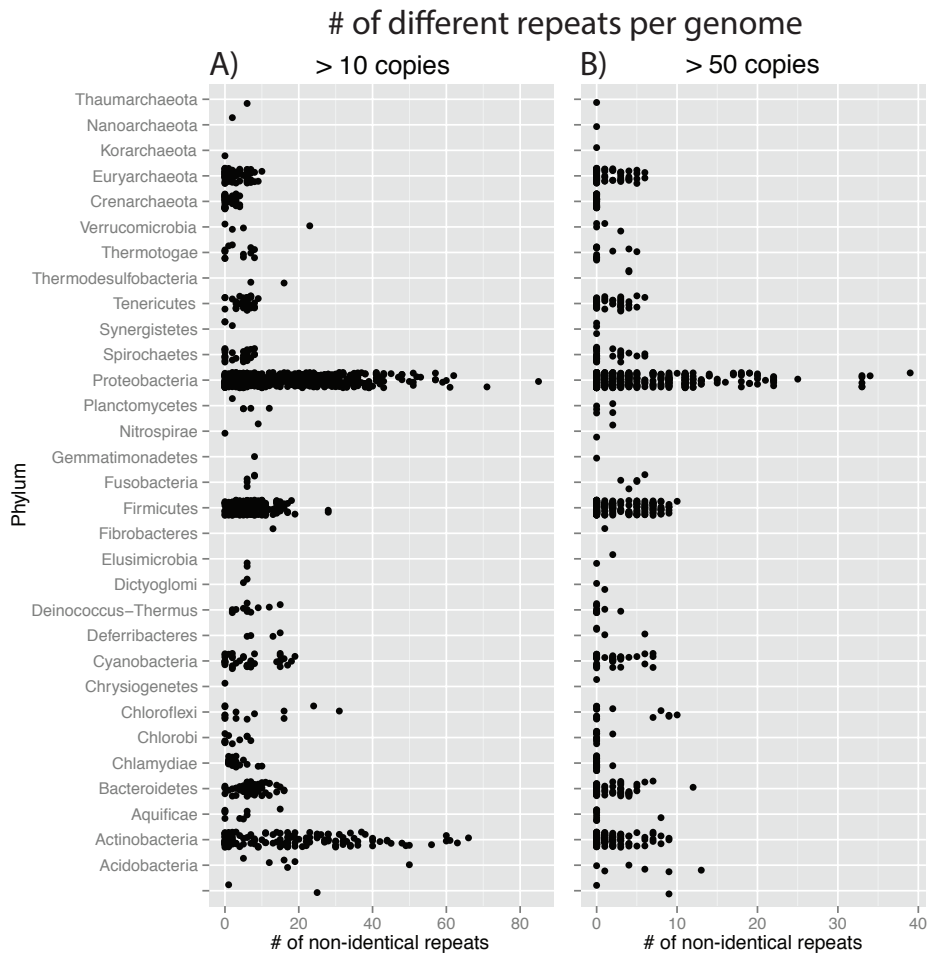 # of different repeats per genome
A) > 10 copies B) > 50 copies
Thaumarchaeota
Nanoarchaeota
Korarchaeota
Euryarchaeota
Crenarchaeota
Verrucomicrobia
Thermotogae
Thermodesulfobacteria
Tenericutes
Synergistetes
Spirochaetes
Proteobacteria
Planctomycetes
Nitrospirae
Gemmatimonadetes
Fusobacteria
Firmicutes
Fibrobacteres
Elusimicrobia
Dictyoglomi
Deinococcus−Thermus
Deferribacteres
Cyanobacteria
Chrysiogenetes
Chloroflexi
Chlorobi
Chlamydiae
Bacteroidetes
Aquificae
Actinobacteria
Acidobacteria
Phylum
0 20 40 60 80 0 10 20 30 40
# of non-identical repeats # of non-identical repeats